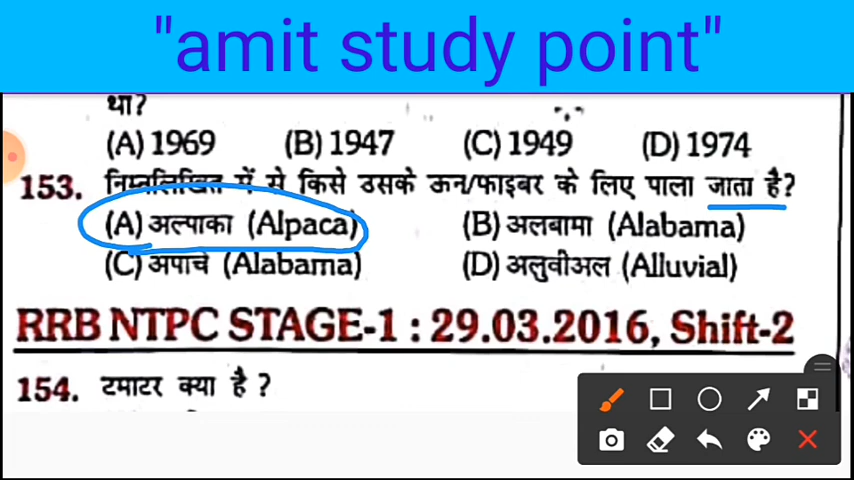 "amit study point"
था?
(A) 1969 (B) 1947 (C) 1949 (D) 1974
153. निम्नलिखित में से किसे उसके ऊन/फाइबर के लिए पाला जाता है?
(A) अल्पाका (Alpaca) (B) अलबामा (Alabama)
(C) अपाचे (Alabama) (D) अलुवीअल (Alluvial)
RRB NTPC STAGE-1 : 29.03.2016, Shift-2
154. टमाटर क्या है ?